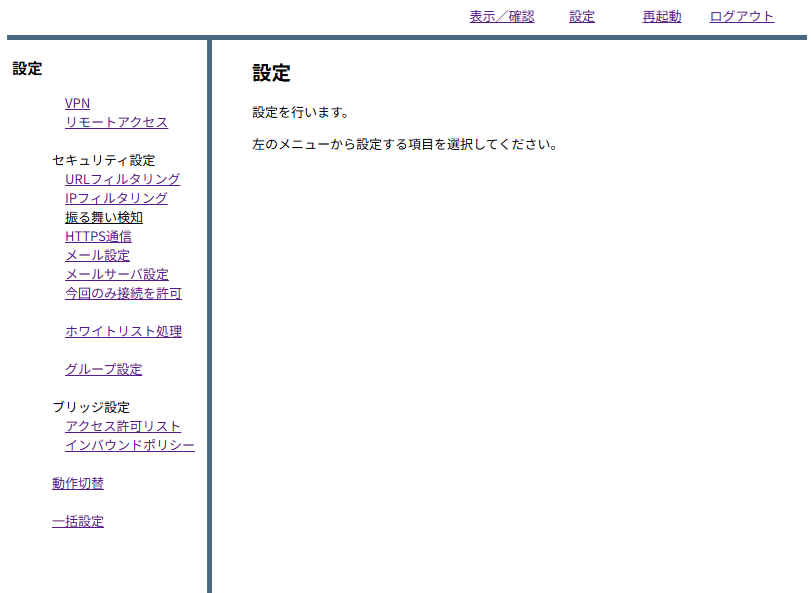 表示／確認 設定 再起動 ログアウト
設定
VPN
リモートアクセス
セキュリティ設定
URLフィルタリング
IPフィルタリング
振る舞い検知
HTTPS通信
メール設定
メールサーバ設定
今回のみ接続を許可
ホワイトリスト処理
グループ設定
ブリッジ設定
アクセス許可リスト
インバウンドポリシー
動作切替
一括設定
設定
設定を行います。
左のメニューから設定する項目を選択してください。